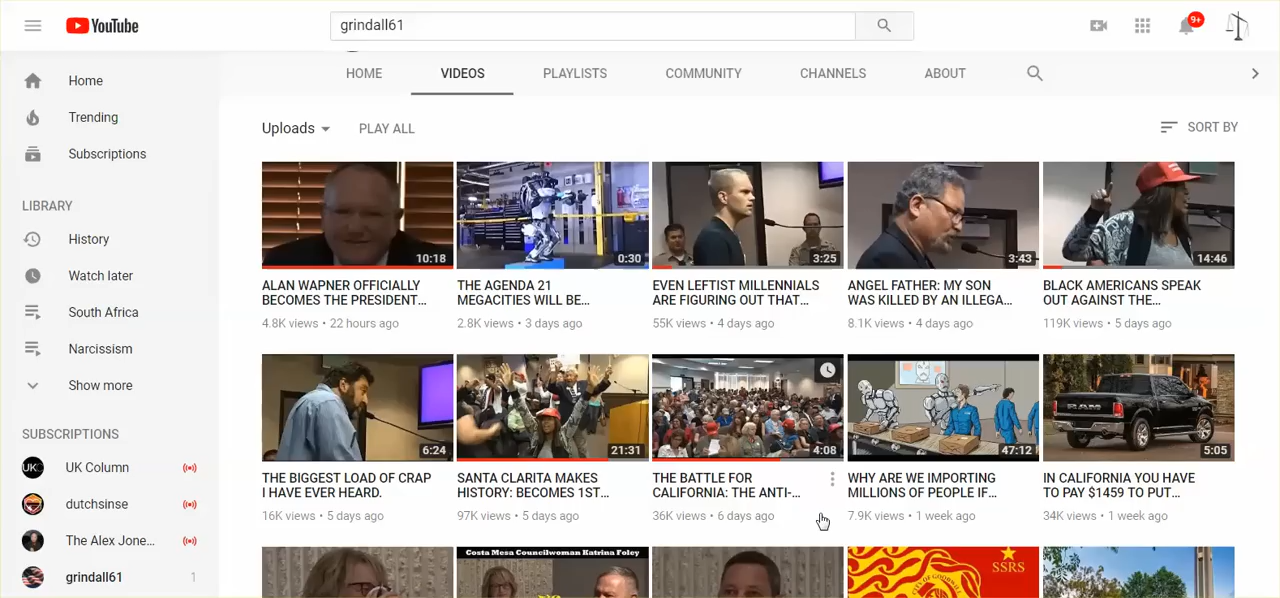 YouTube
grindall61
9+
HOME
VIDEOS
PLAYLISTS
COMMUNITY
CHANNELS
ABOUT
Home
Trending
Subscriptions
LIBRARY
History
Watch later
South Africa
Narcissism
Show more
SUBSCRIPTIONS
UKC UK Column
dutchsinse
The Alex Jone...
grindall61 1
Uploads
PLAY ALL
SORT BY
10:18
0:30
3:25
3:43
14:46
ALAN WAPNER OFFICIALLY
BECOMES THE PRESIDENT...
4.8K views • 22 hours ago
THE AGENDA 21
MEGACITIES WILL BE...
2.8K views • 3 days ago
EVEN LEFTIST MILLENNIALS
ARE FIGURING OUT THAT...
55K views • 4 days ago
ANGEL FATHER: MY SON
WAS KILLED BY AN ILLEGA...
8.1K views • 4 days ago
BLACK AMERICANS SPEAK
OUT AGAINST THE...
119K views • 5 days ago
6:24
21:31
4:08
47:12
RAM
5:05
THE BIGGEST LOAD OF CRAP
I HAVE EVER HEARD.
16K views • 5 days ago
SANTA CLARITA MAKES
HISTORY: BECOMES 1ST...
97K views • 5 days ago
THE BATTLE FOR
CALIFORNIA: THE ANTI-...
36K views • 6 days ago
WHY ARE WE IMPORTING
MILLIONS OF PEOPLE IF...
7.9K views • 1 week ago
IN CALIFORNIA YOU HAVE
TO PAY $1459 TO PUT...
34K views • 1 week ago
Costa Mesa Councilwoman Katrina Foley
SSRS